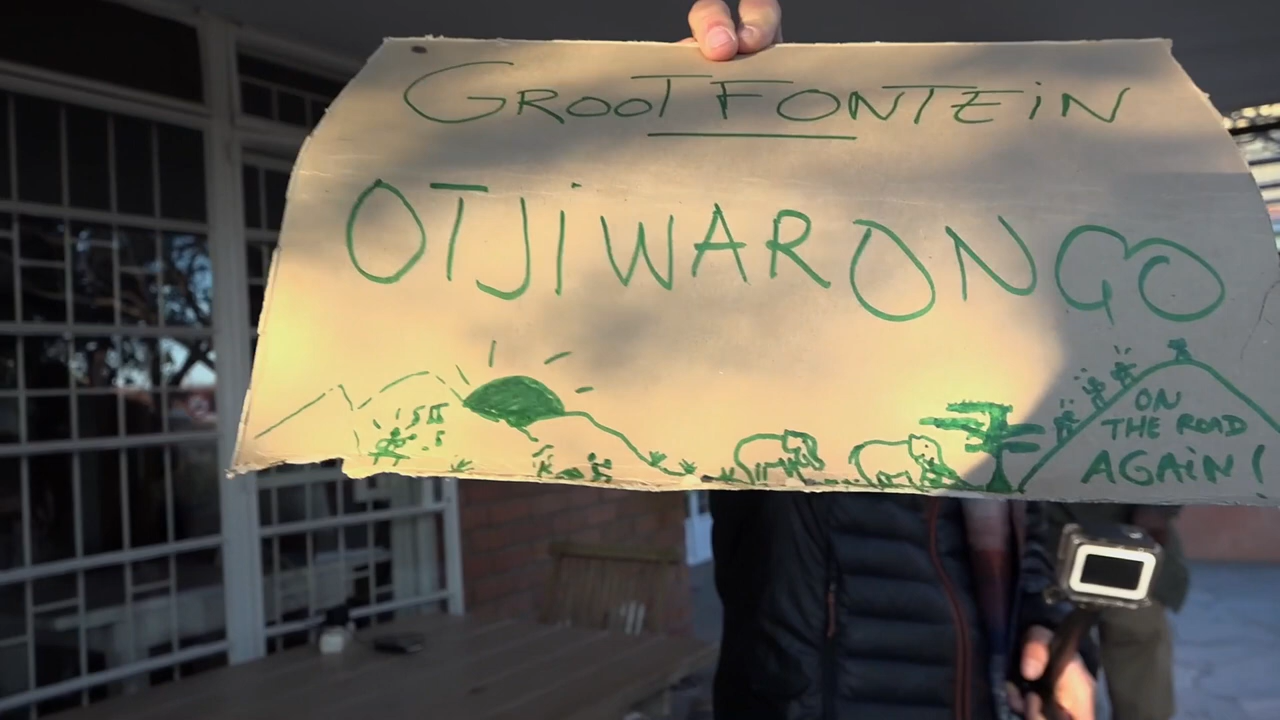 GROOTFONTEiN
OTJiWARONGO
ON
THE ROAD
AGAiN!